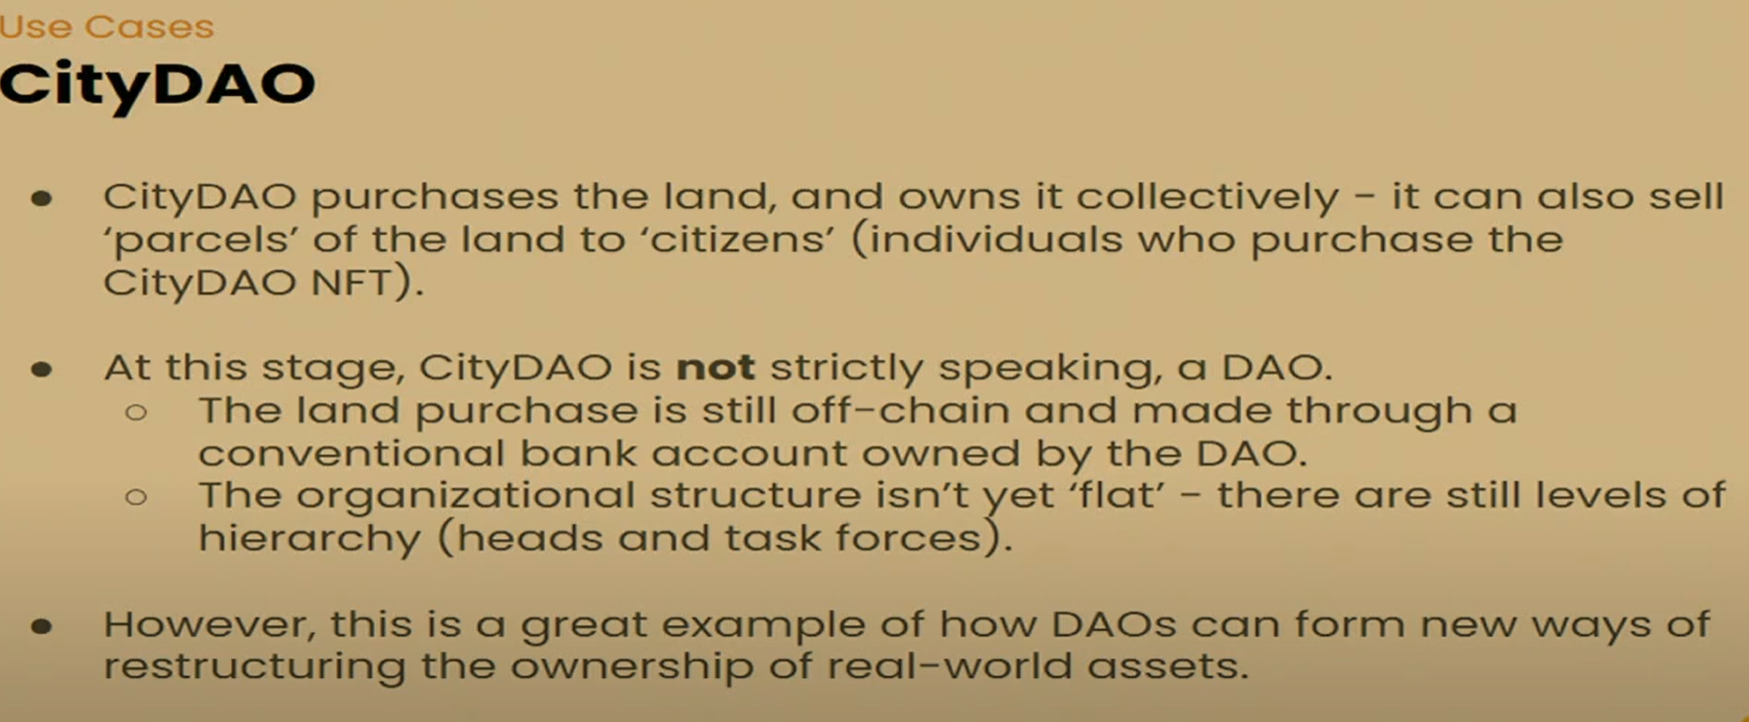 Use Cases
CityDAO
● CityDAO purchases the land, and owns it collectively - it can also sell
‘parcels’ of the land to ‘citizens’ (individuals who purchase the
CityDAO NFT).
● At this stage, CityDAO is not strictly speaking, a DAO.
○ The land purchase is still off-chain and made through a
conventional bank account owned by the DAO.
○ The organizational structure isn’t yet ‘flat’ - there are still levels of
hierarchy (heads and task forces).
● However, this is a great example of how DAOs can form new ways of
restructuring the ownership of real-world assets.